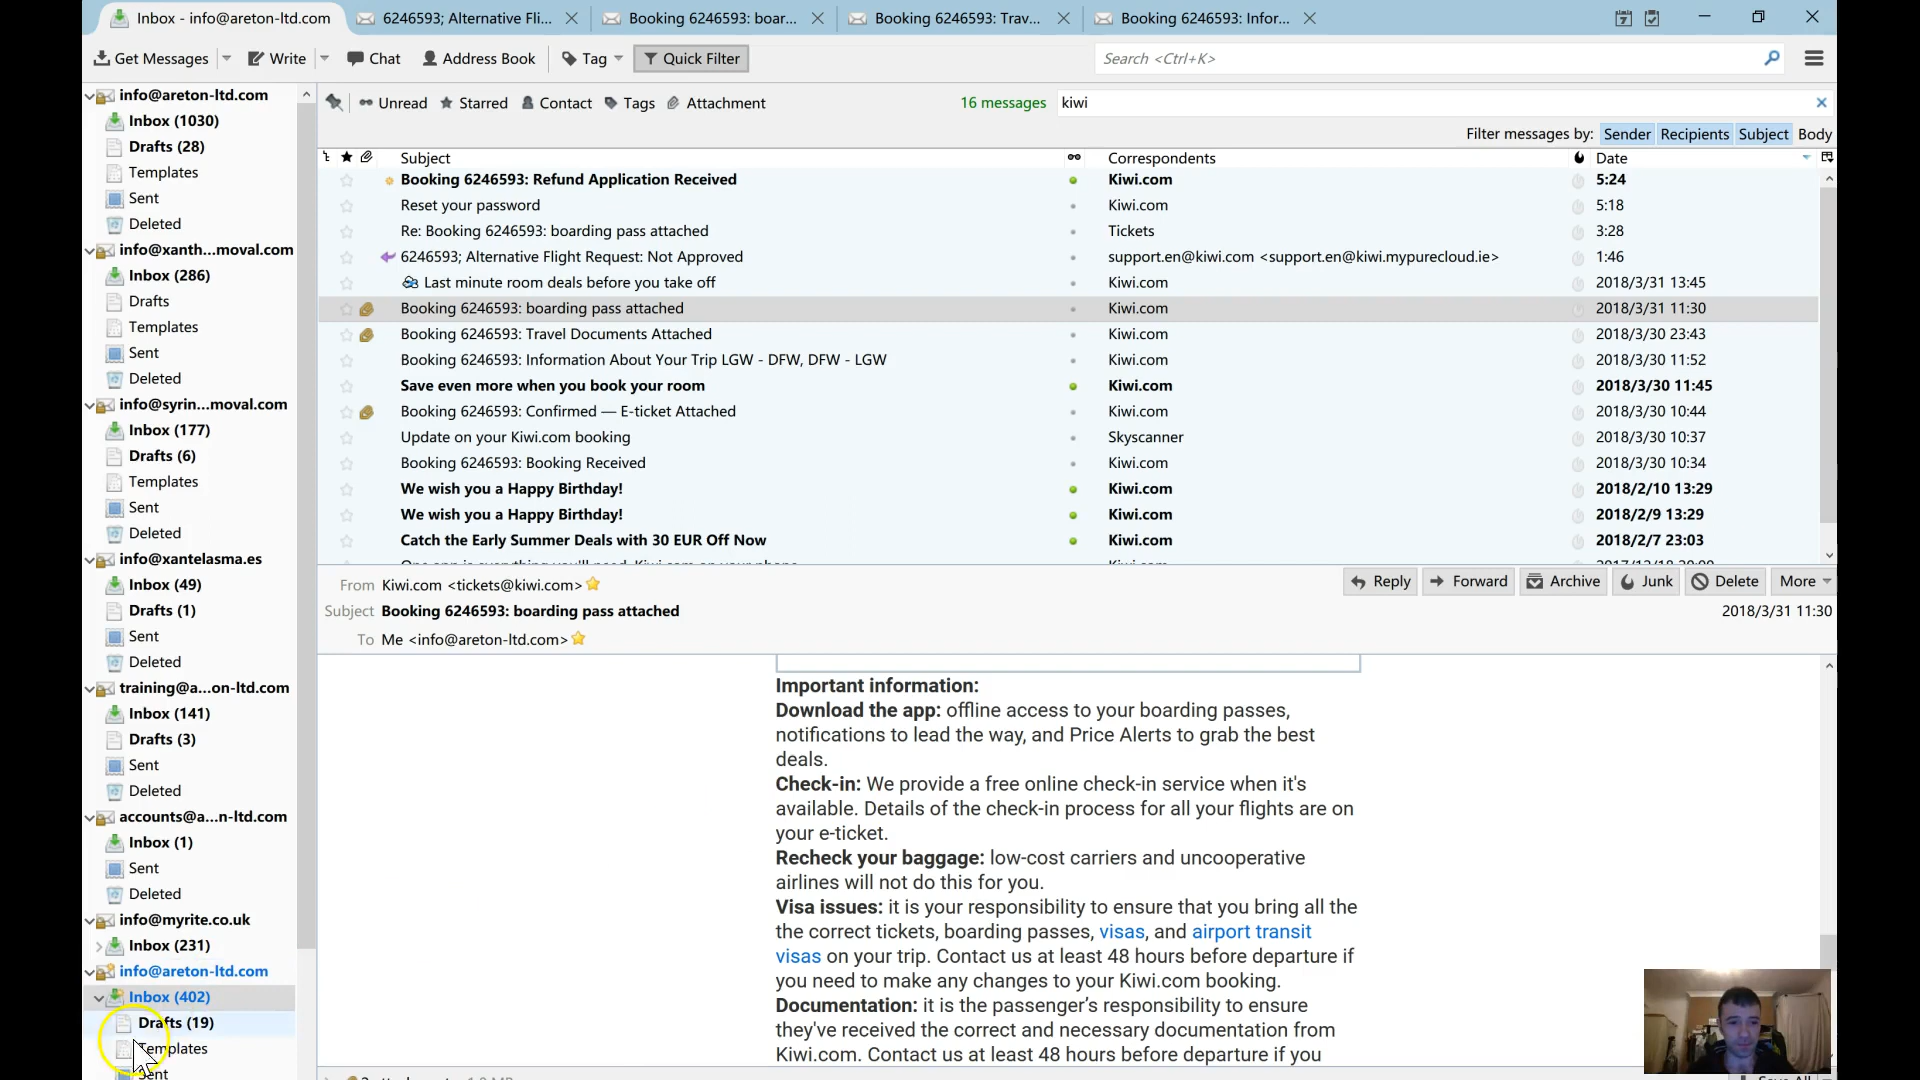 Inbox - info@areton-ltd.com
6246593; Alternative Fli...
Booking 6246593: boar...
Booking 6246593: Trav...
Booking 6246593: Infor...
7
Get Messages
Write
Chat
Address Book
Tag
Quick Filter
Search <Ctrl+K>
info@areton-ltd.com
Inbox (1030)
Drafts (28)
Templates
Sent
Deleted
info@xanth...moval.com
Inbox (286)
Drafts
Templates
Sent
Deleted
info@syrin...moval.com
Inbox (177)
Drafts (6)
Templates
Sent
Deleted
info@xantelasma.es
Inbox (49)
Drafts (1)
Sent
Deleted
training@a...on-ltd.com
Inbox (141)
Drafts (3)
Sent
Deleted
accounts@a...n-ltd.com
Inbox (1)
Sent
Deleted
info@myrite.co.uk
Inbox (231)
info@areton-ltd.com
Inbox (402)
Drafts (19)
Templates
Sent
Unread
Starred
Contact
Tags
Attachment
16 messages
kiwi
Filter messages by: Sender Recipients Subject Body
Subject Correspondents Date
Booking 6246593: Refund Application Received Kiwi.com 5:24
Reset your password Kiwi.com 5:18
Re: Booking 6246593: boarding pass attached Tickets 3:28
6246593; Alternative Flight Request: Not Approved support.en@kiwi.com <support.en@kiwi.mypurecloud.ie> 1:46
Last minute room deals before you take off Kiwi.com 2018/3/31 13:45
Booking 6246593: boarding pass attached Kiwi.com 2018/3/31 11:30
Booking 6246593: Travel Documents Attached Kiwi.com 2018/3/30 23:43
Booking 6246593: Information About Your Trip LGW - DFW, DFW - LGW Kiwi.com 2018/3/30 11:52
Save even more when you book your room Kiwi.com 2018/3/30 11:45
Booking 6246593: Confirmed — E-ticket Attached Kiwi.com 2018/3/30 10:44
Update on your Kiwi.com booking Skyscanner 2018/3/30 10:37
Booking 6246593: Booking Received Kiwi.com 2018/3/30 10:34
We wish you a Happy Birthday! Kiwi.com 2018/2/10 13:29
We wish you a Happy Birthday! Kiwi.com 2018/2/9 13:29
Catch the Early Summer Deals with 30 EUR Off Now Kiwi.com 2018/2/7 23:03
From Kiwi.com <tickets@kiwi.com>
Reply Forward Archive Junk Delete More
Subject Booking 6246593: boarding pass attached 2018/3/31 11:30
To Me <info@areton-ltd.com>
Important information:
Download the app: offline access to your boarding passes,
notifications to lead the way, and Price Alerts to grab the best
deals.
Check-in: We provide a free online check-in service when it's
available. Details of the check-in process for all your flights are on
your e-ticket.
Recheck your baggage: low-cost carriers and uncooperative
airlines will not do this for you.
Visa issues: it is your responsibility to ensure that you bring all the
the correct tickets, boarding passes, visas, and airport transit
visas on your trip. Contact us at least 48 hours before departure if
you need to make any changes to your Kiwi.com booking.
Documentation: it is the passenger's responsibility to ensure
they've received the correct and necessary documentation from
Kiwi.com. Contact us at least 48 hours before departure if you